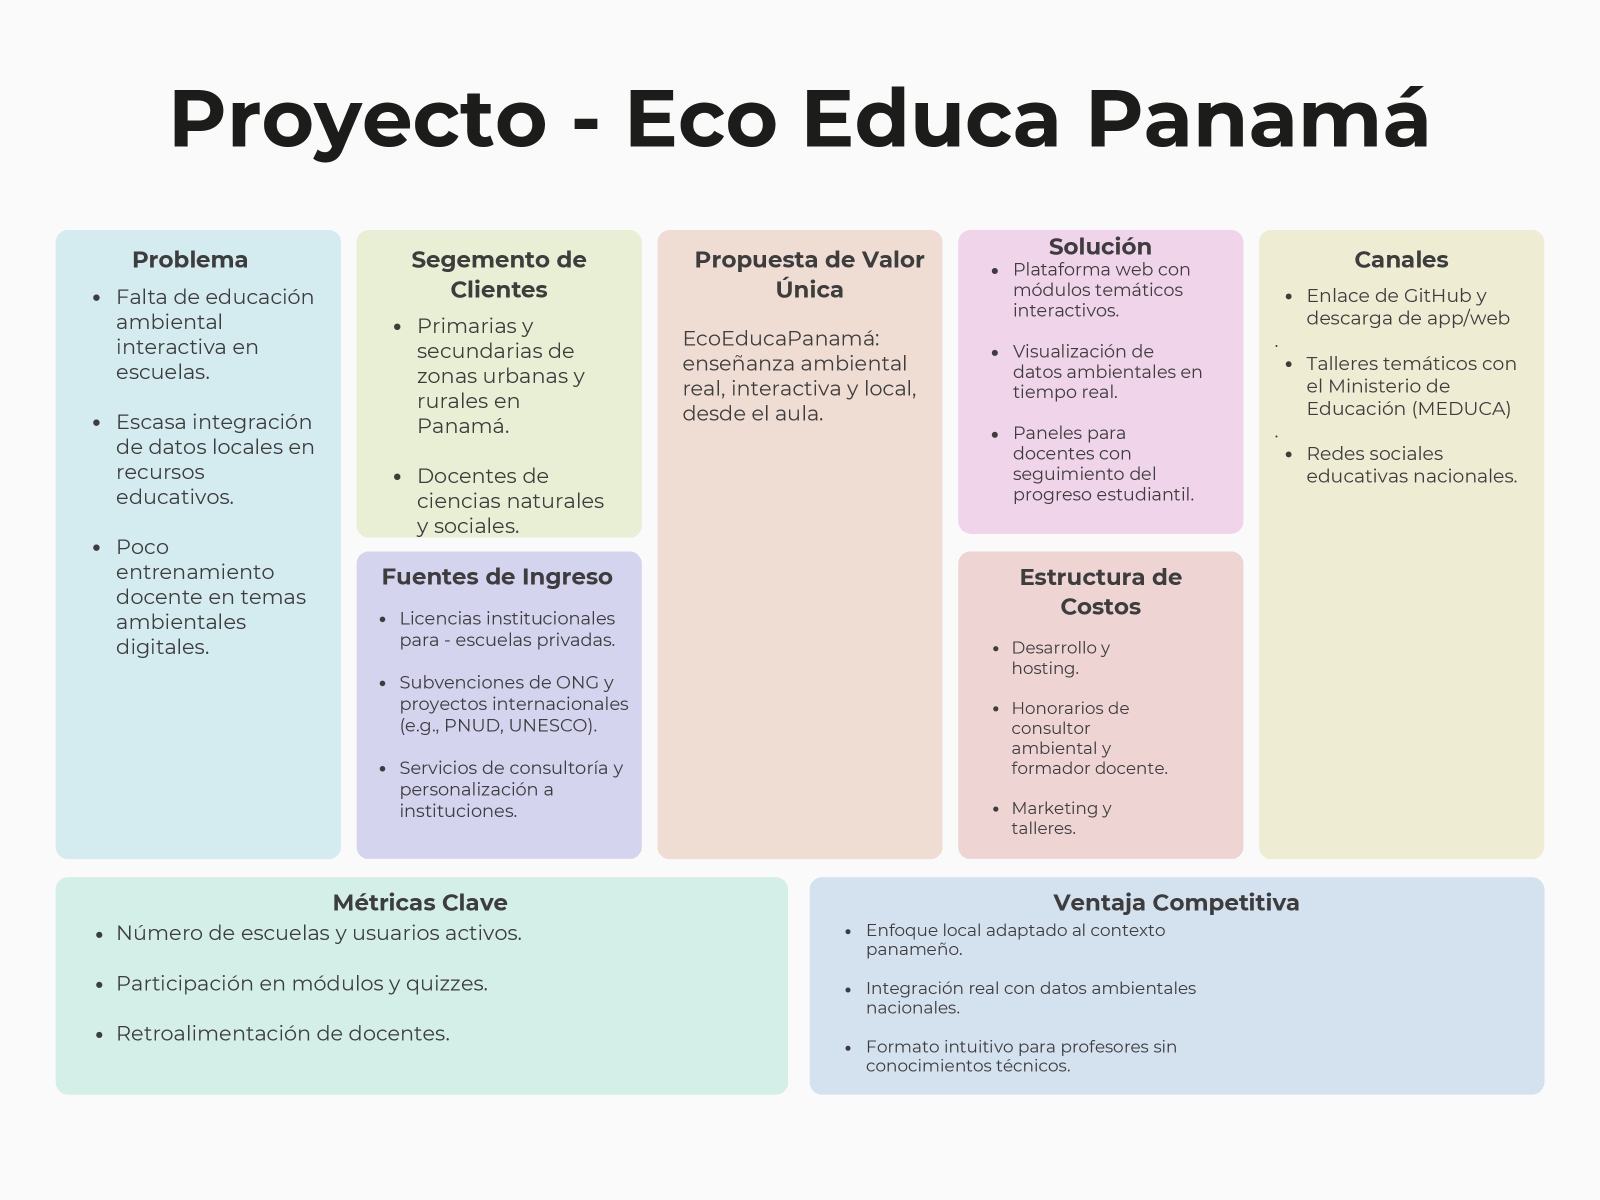 Proyecto - Eco Educa Panamá
Problema
• Falta de educación
ambiental
interactiva en
escuelas.
• Escasa integración
de datos locales en
recursos
educativos.
• Poco
entrenamiento
docente en temas
ambientales
digitales.
Segemento de
Clientes
• Primarias y
secundarias de
zonas urbanas y
rurales en
Panamá.
• Docentes de
ciencias naturales
y sociales.
Fuentes de Ingreso
• Licencias institucionales
para - escuelas privadas.
• Subvenciones de ONG y
proyectos internacionales
(e.g., PNUD, UNESCO).
• Servicios de consultoría y
personalización a
instituciones.
Propuesta de Valor
Única
EcoEducaPanamá:
enseñanza ambiental
real, interactiva y local,
desde el aula.
Solución
• Plataforma web con
módulos temáticos
interactivos.
• Visualización de
datos ambientales en
tiempo real.
• Paneles para
docentes con
seguimiento del
progreso estudiantil.
Estructura de
Costos
• Desarrollo y
hosting.
• Honorarios de
consultor
ambiental y
formador docente.
• Marketing y
talleres.
Canales
• Enlace de GitHub y
descarga de app/web
.
• Talleres temáticos con
el Ministerio de
Educación (MEDUCA)
.
• Redes sociales
educativas nacionales.
Métricas Clave
• Número de escuelas y usuarios activos.
• Participación en módulos y quizzes.
• Retroalimentación de docentes.
Ventaja Competitiva
• Enfoque local adaptado al contexto
panameño.
• Integración real con datos ambientales
nacionales.
• Formato intuitivo para profesores sin
conocimientos técnicos.